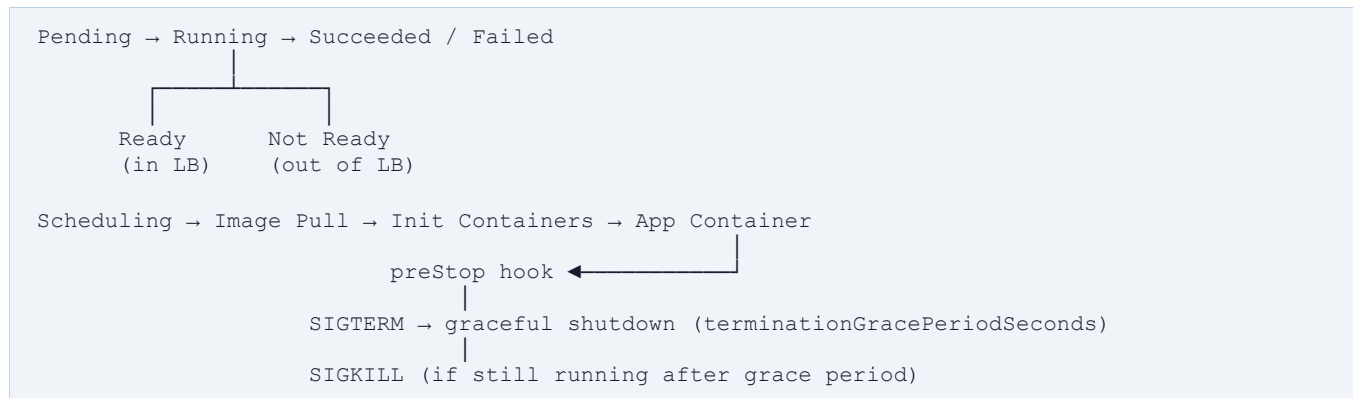 Pending → Running → Succeeded / Failed
Ready Not Ready
(in LB) (out of LB)
Scheduling → Image Pull → Init Containers → App Container
preStop hook ◄
SIGTERM → graceful shutdown (terminationGracePeriodSeconds)
SIGKILL (if still running after grace period)